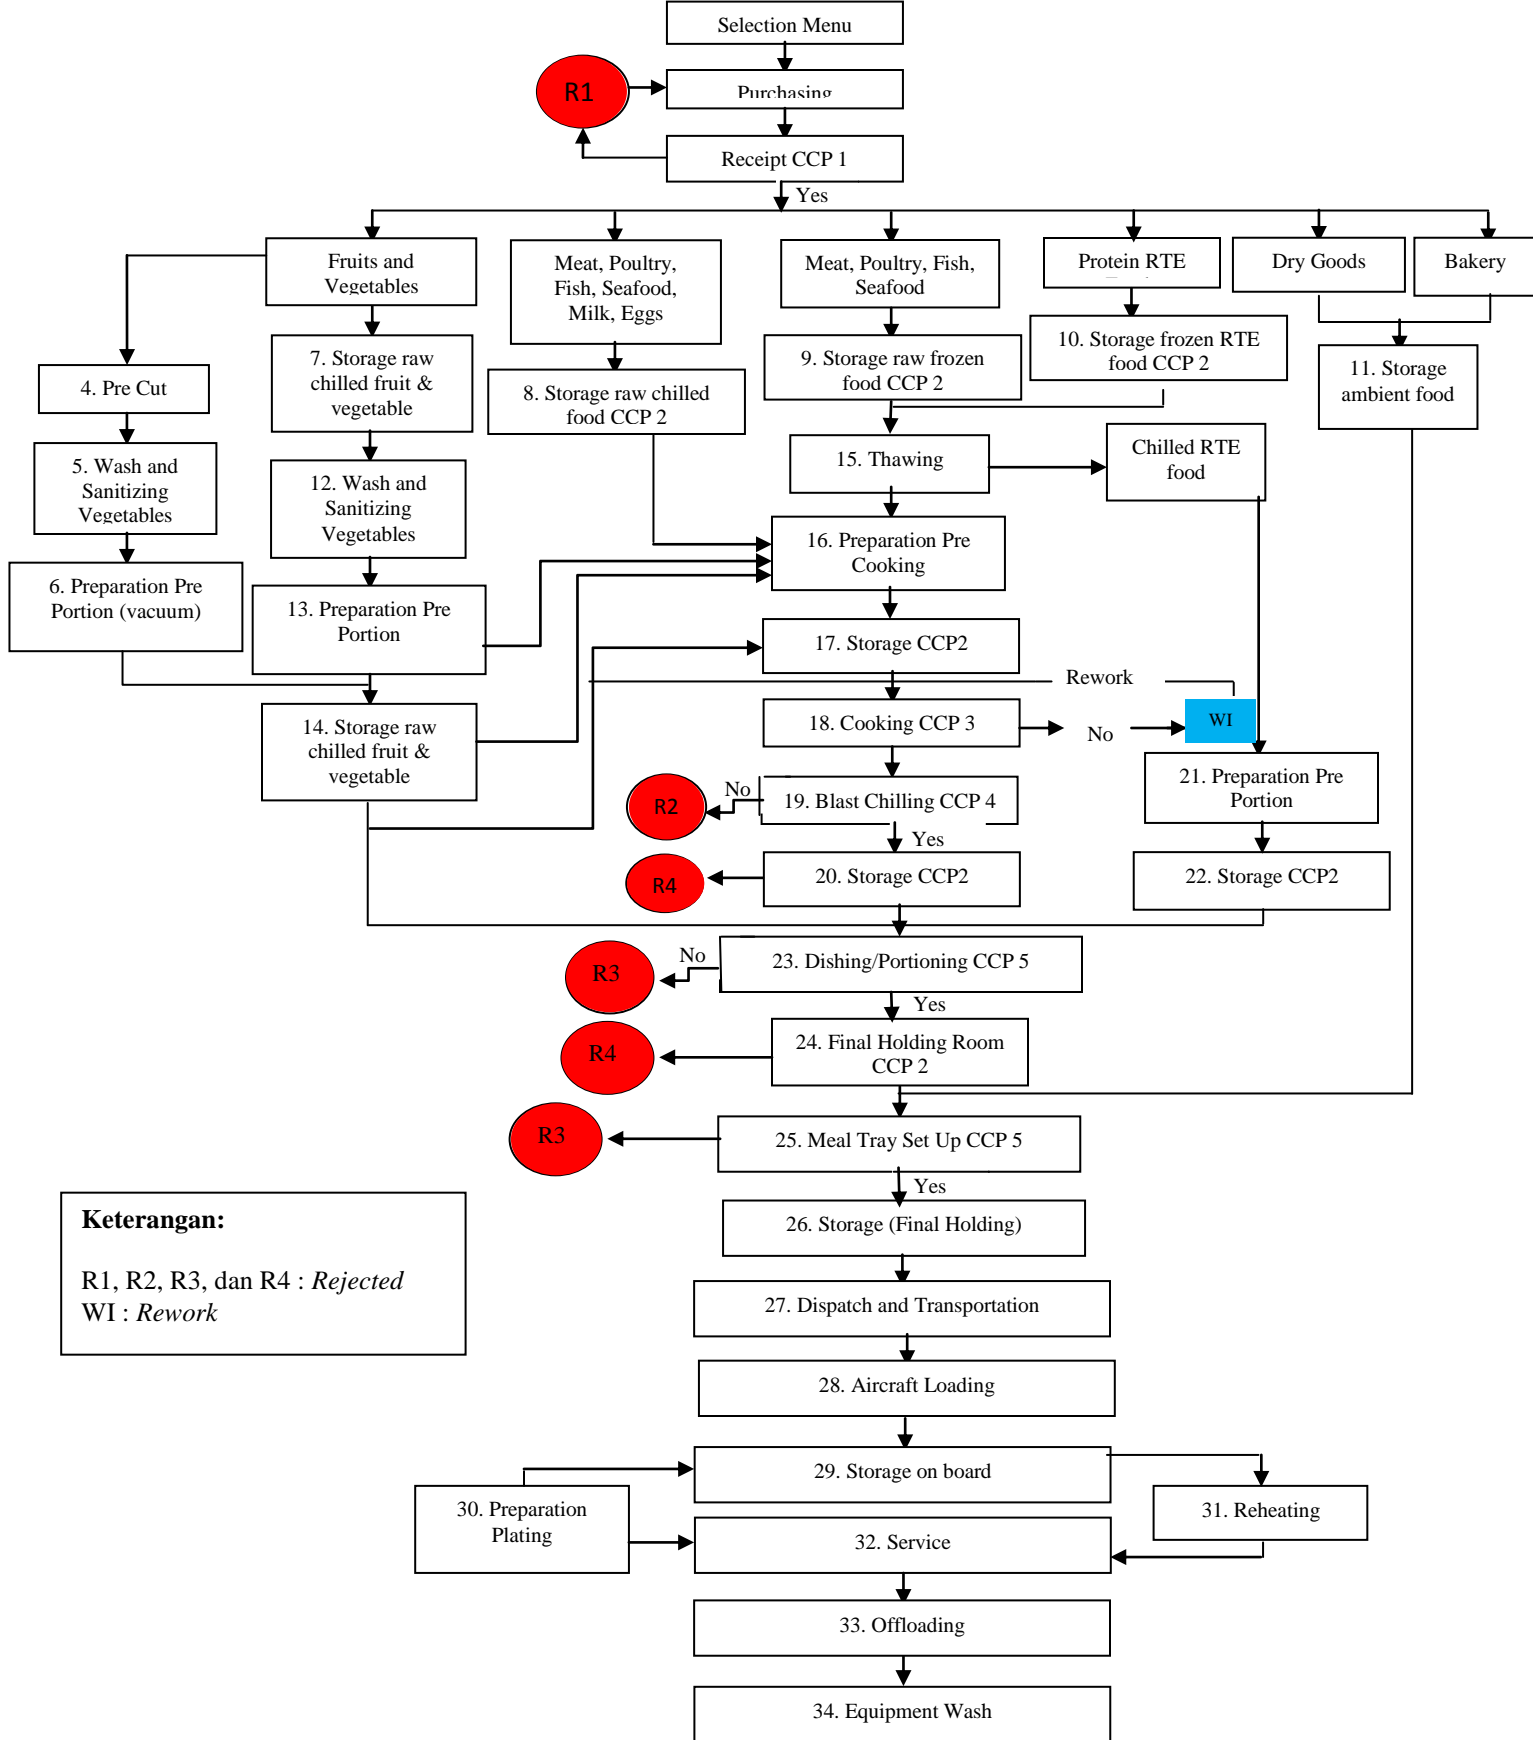 Selection Menu
R1
Purchasing
Receipt CCP 1
Yes
Fruits and
Vegetables
Meat, Poultry,
Fish, Seafood,
Milk, Eggs
Meat, Poultry, Fish,
Seafood
Protein RTE
Dry Goods
Bakery
7. Storage raw
chilled fruit &
vegetable
8. Storage raw chilled
food CCP 2
9. Storage raw frozen
food CCP 2
10. Storage frozen RTE
food CCP 2
11. Storage
ambient food
4. Pre Cut
5. Wash and
Sanitizing
Vegetables
12. Wash and
Sanitizing
Vegetables
15. Thawing
Chilled RTE
food
16. Preparation Pre
Cooking
6. Preparation Pre
Portion (vacuum)
13. Preparation Pre
Portion
17. Storage CCP2
Rework
14. Storage raw
chilled fruit &
vegetable
18. Cooking CCP 3
No
WI
R2
No
19. Blast Chilling CCP 4
21. Preparation Pre
Portion
Yes
R4
20. Storage CCP2
22. Storage CCP2
R3
No
23. Dishing/Portioning CCP 5
Yes
R4
24. Final Holding Room
CCP 2
R3
25. Meal Tray Set Up CCP 5
Yes
26. Storage (Final Holding)
Keterangan:
R1, R2, R3, dan R4 : Rejected
WI : Rework
27. Dispatch and Transportation
28. Aircraft Loading
29. Storage on board
30. Preparation
Plating
31. Reheating
32. Service
33. Offloading
34. Equipment Wash